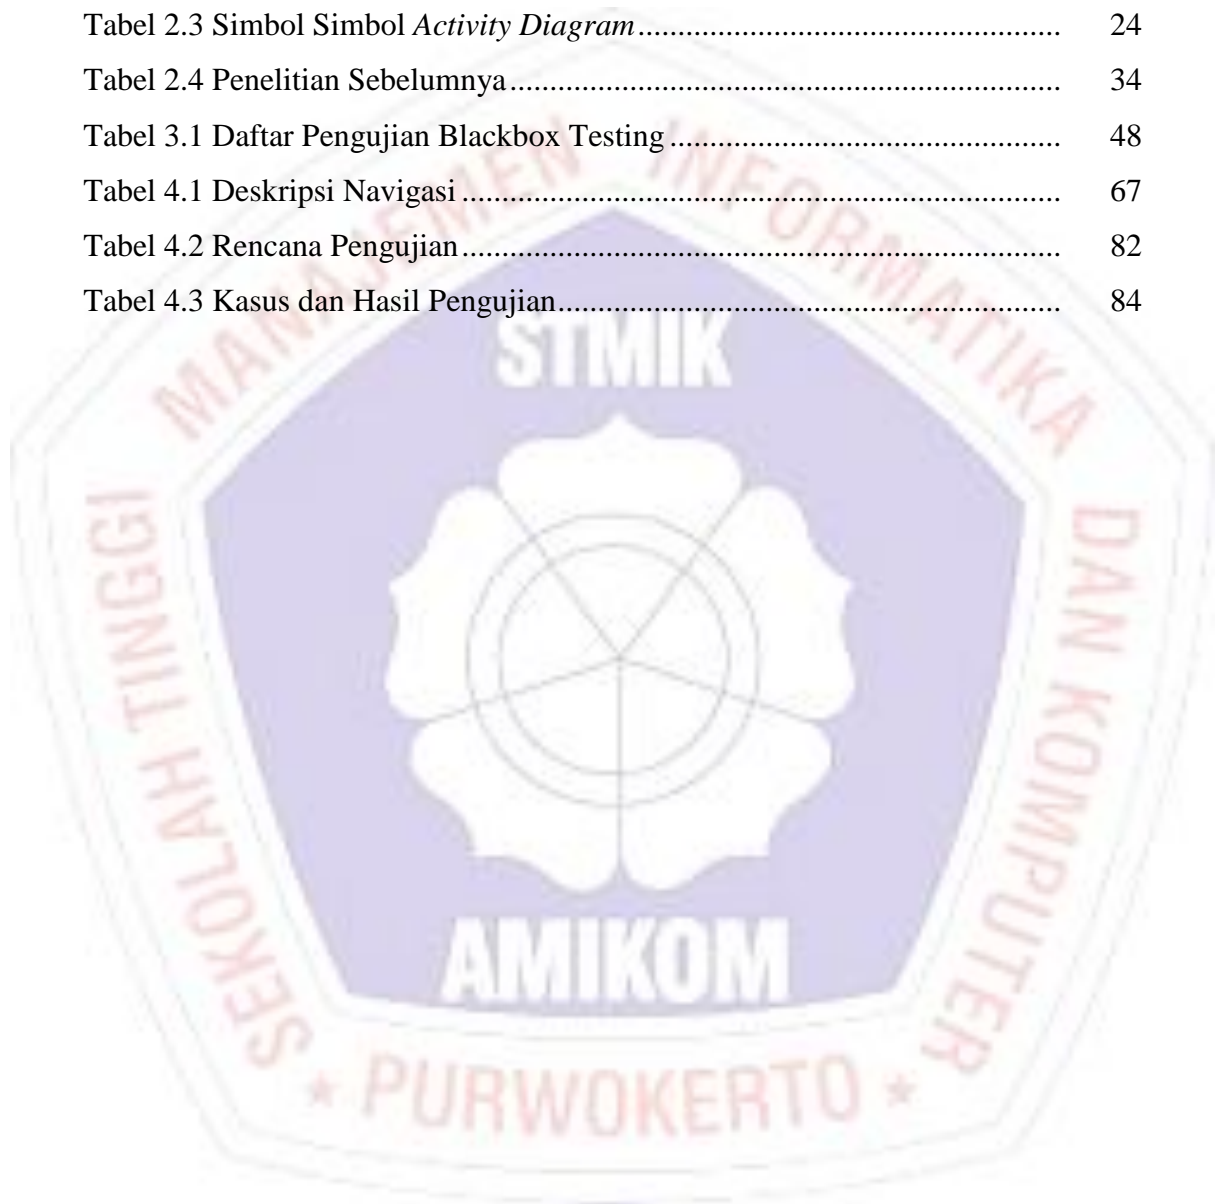 Tabel 2.3 Simbol Simbol Activity Diagram.................................................... 24
Tabel 2.4 Penelitian Sebelumnya.................................................................... 34
Tabel 3.1 Daftar Pengujian Blackbox Testing................................................ 48
Tabel 4.1 Deskripsi Navigasi.......................................................................... 67
Tabel 4.2 Rencana Pengujian.......................................................................... 82
Tabel 4.3 Kasus dan Hasil Pengujian.............................................................. 84
SEKOLAH TINGGI MANAJEMEN INFORMATIKA DAN KOMPUTER
STMIK
AMIKOM
* PURWOKERTO *